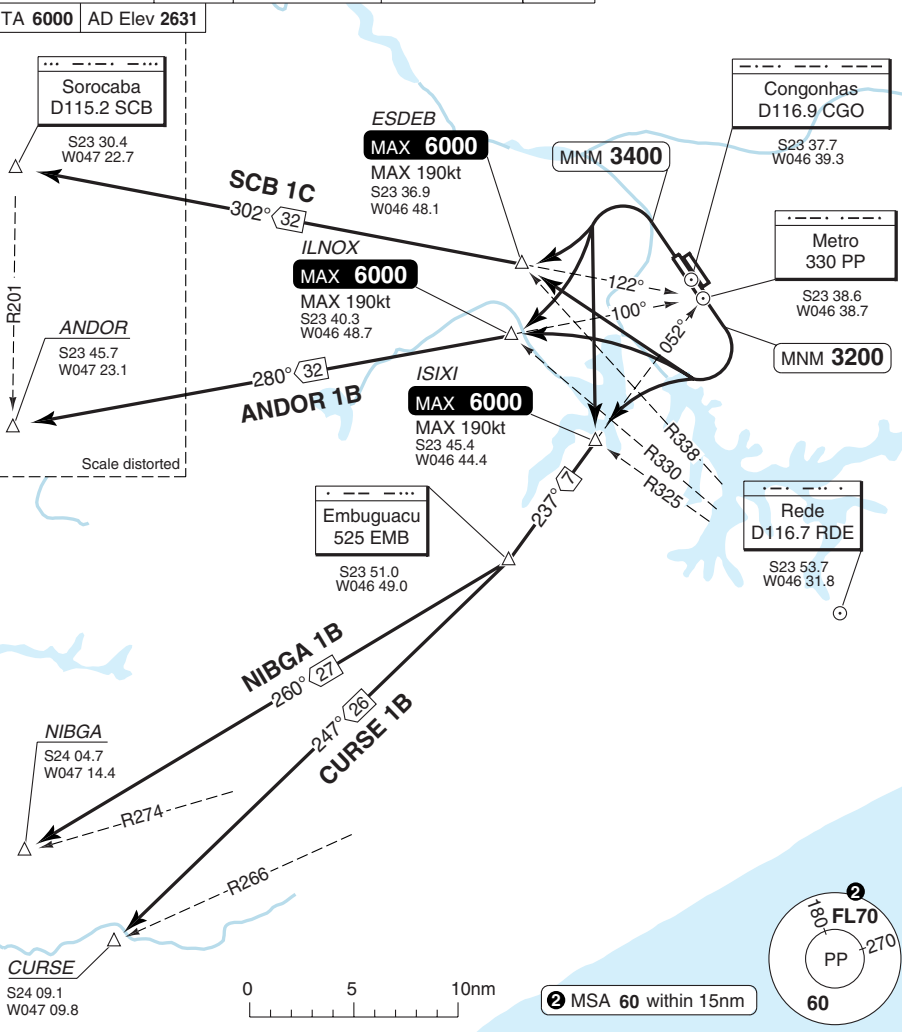 TA 6000 AD Elev 2631
Sorocaba
D115.2 SCB
S23 30.4
W047 22.7
ESDEB
MAX 6000
MAX 190kt
S23 36.9
W046 48.1
MNM 3400
Congonhas
D116.9 CGO
S23 37.7
W046 39.3
SCB 1C
302° 32
Metro
330 PP
S23 38.6
W046 38.7
ILNOX
MAX 6000
MAX 190kt
S23 40.3
W046 48.7
122°
100°
052°
R201
ANDOR
S23 45.7
W047 23.1
280° 32
ANDOR 1B
MNM 3200
ISIXI
MAX 6000
MAX 190kt
S23 45.4
W046 44.4
Scale distorted
R338
R330
R325
237° 7
Embuguacu
525 EMB
S23 51.0
W046 49.0
Rede
D116.7 RDE
S23 53.7
W046 31.8
NIBGA 1B
260° 27
247° 26
CURSE 1B
NIBGA
S24 04.7
W047 14.4
R274
R266
CURSE
S24 09.1
W047 09.8
0 5 10nm
2 MSA 60 within 15nm
2
180
FL70
270
PP
60